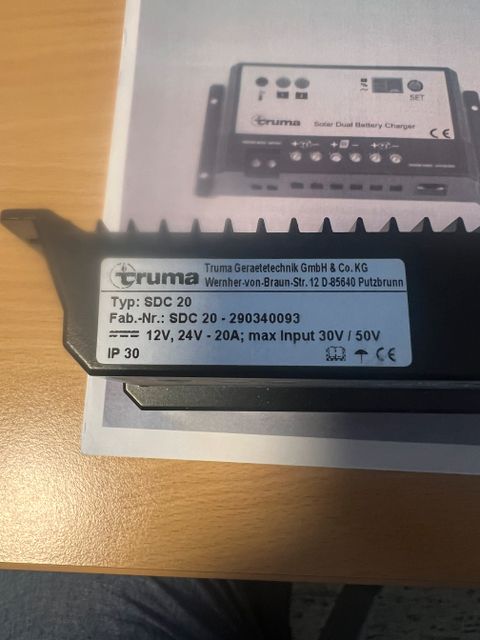 SET
truma
Solar Dual Battery Charger
CE
truma
Truma Geraetetechnik GmbH & Co. KG
Wernher-von-Braun-Str. 12 D-85640 Putzbrunn
Typ: SDC 20
Fab.-Nr.: SDC 20 - 290340093
12V, 24V - 20A; max Input 30V / 50V
IP 30
CE